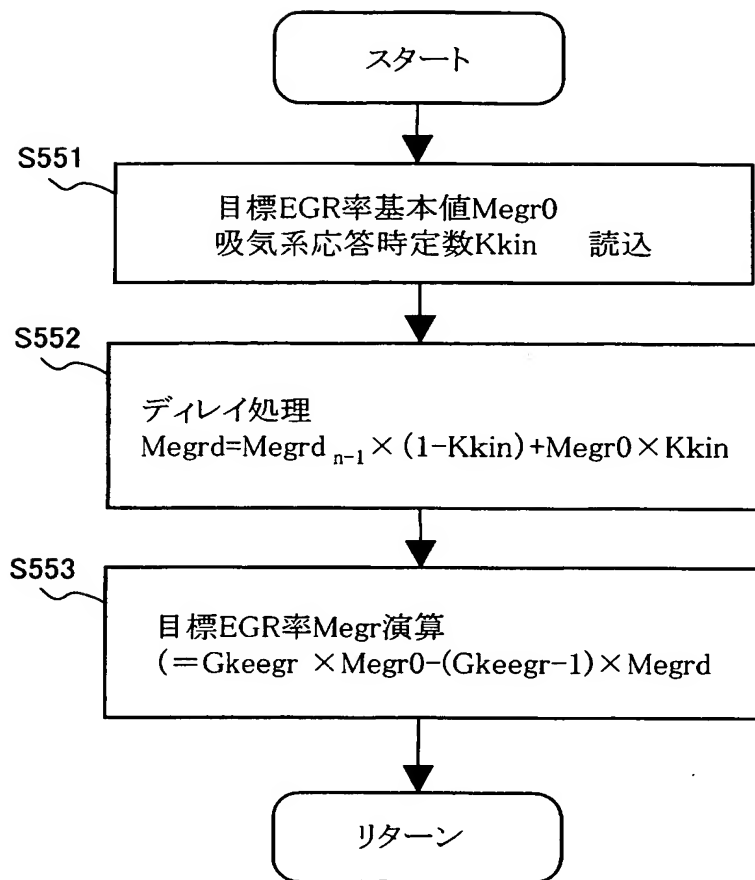 スタート
S551
目標EGR率基本値Megr0
吸気系応答時定数Kkin 読込
S552
ディレイ処理
Megrd=Megrd n-1 × (1-Kkin)+Megr0×Kkin
S553
目標EGR率Megr演算
(=Gkeegr ×Megr0-(Gkeegr-1)×Megrd
リターン